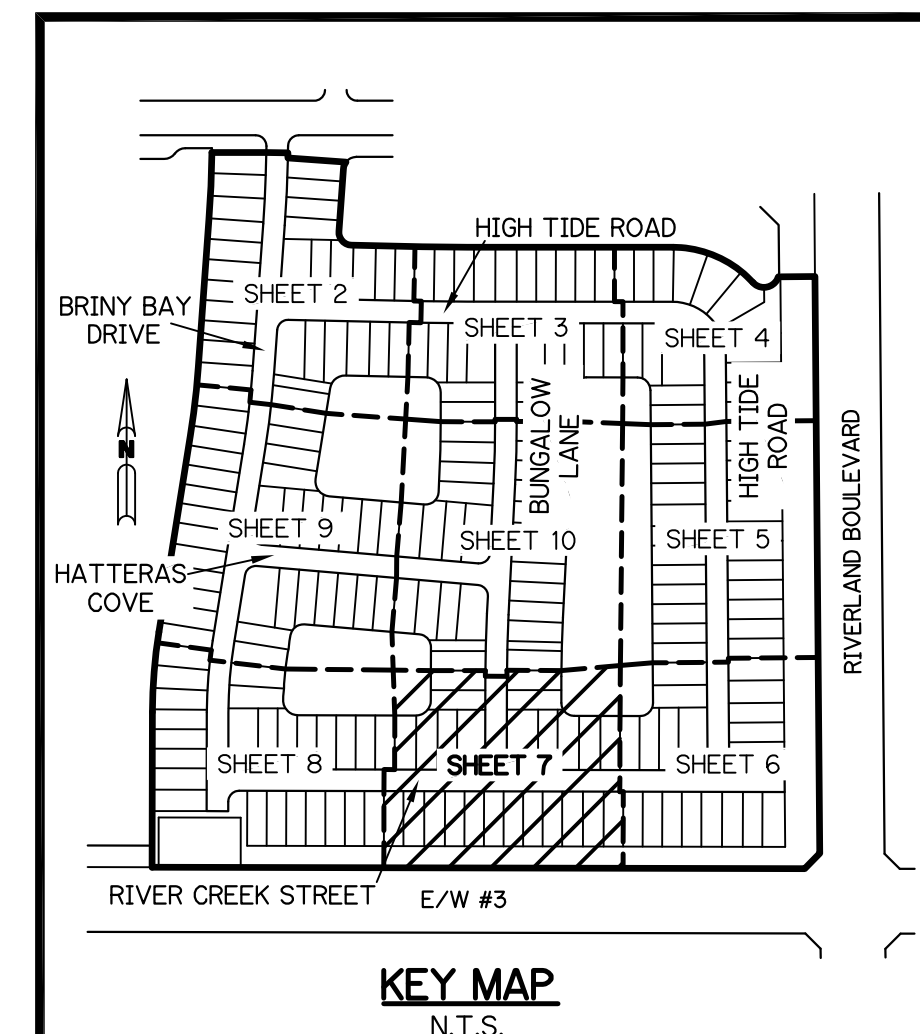 HIGH TIDE ROAD
SHEET 2
BRINY BAY
DRIVE
SHEET 3
SHEET 4
N
BUNGALOW
LANE
HIGH TIDE
ROAD
RIVERLAND BOULEVARD
SHEET 9
SHEET 10
SHEET 5
HATTERAS
COVE
SHEET 8
SHEET 7
SHEET 6
RIVER CREEK STREET
E/W #3
KEY MAP
N.T.S.